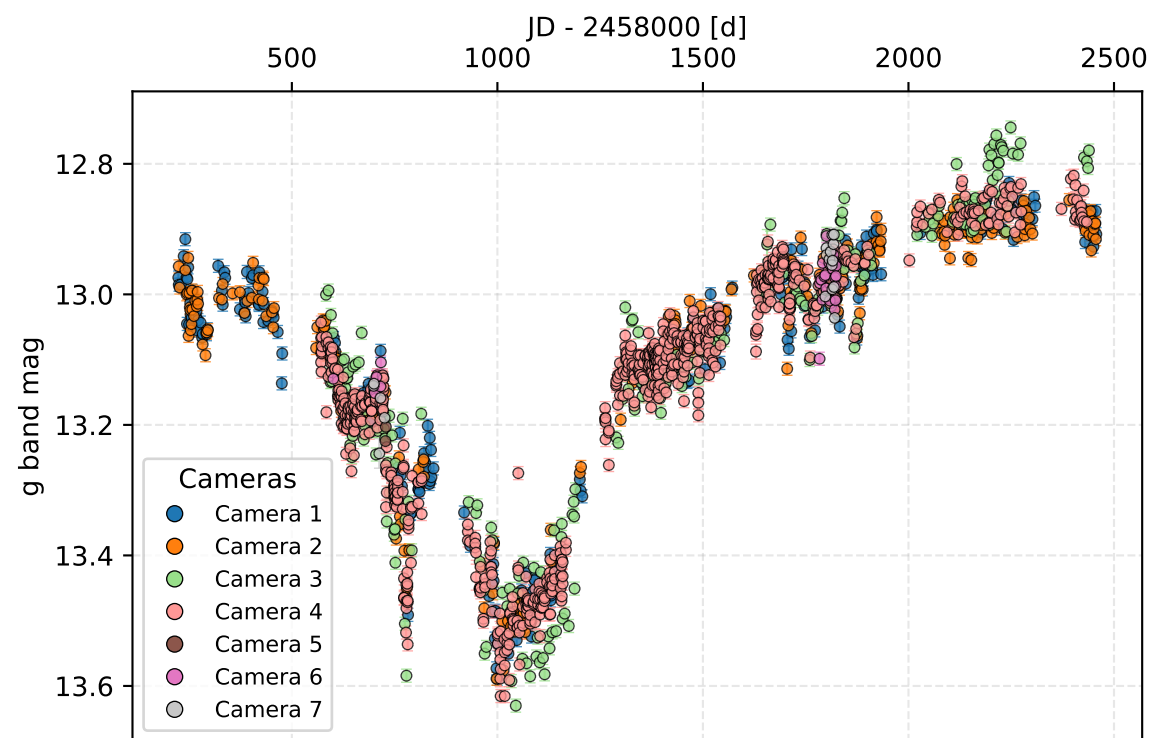 JD - 2458000 [d]
500 1000 1500 2000 2500
12.8
13.0
13.2
13.4
13.6
g band mag
Cameras
Camera 1
Camera 2
Camera 3
Camera 4
Camera 5
Camera 6
Camera 7